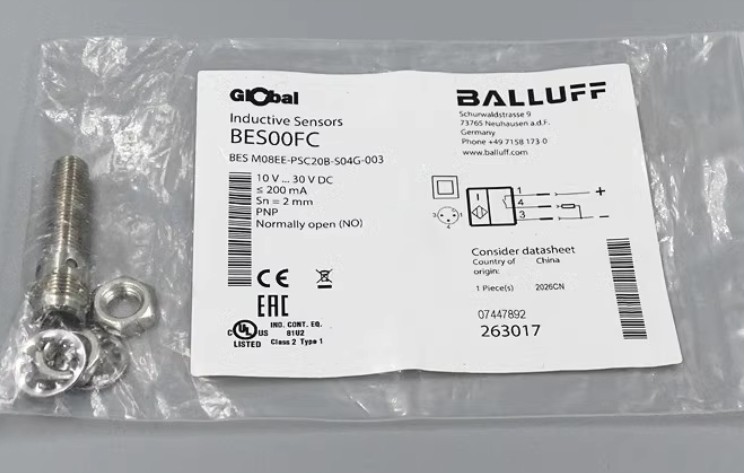 Global
Inductive Sensors
BES00FC
BES M08EE-PSC20B-S04G-003
10 V ... 30 V DC
≤ 200 mA
Sn = 2 mm
PNP
Normally open (NO)
CE
EAC
C UL US LISTED
IND. CONT. EQ.
81U2
Class 2 Type 1
BALLUFF
Schurwaldstrasse 9
73765 Neuhausen a.d.F.
Germany
Phone +49 7158 173-0
www.balluff.com
1 +
4
3 −
Consider datasheet
Country of origin: China
1 Piece(s) 2026CN
07447892
263017